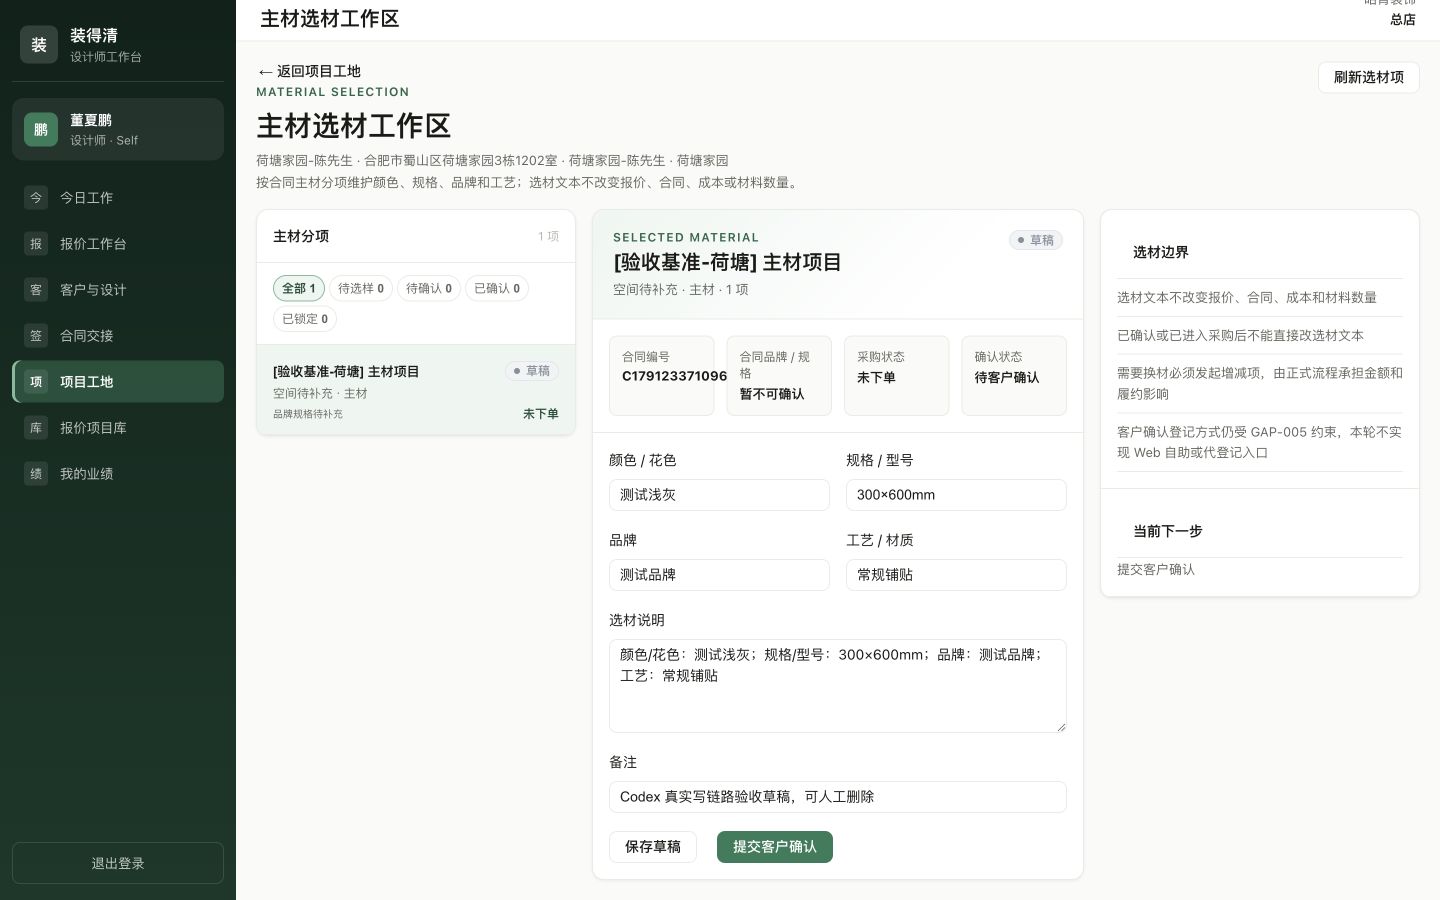 装
装得清
设计师工作台
鹏
董夏鹏
设计师 · Self
今 今日工作
报 报价工作台
客 客户与设计
签 合同交接
项 项目工地
库 报价项目库
绩 我的业绩
退出登录
主材选材工作区
皓育装饰
总店
← 返回项目工地
刷新选材项
MATERIAL SELECTION
主材选材工作区
荷塘家园-陈先生 · 合肥市蜀山区荷塘家园3栋1202室 · 荷塘家园-陈先生 · 荷塘家园
按合同主材分项维护颜色、规格、品牌和工艺；选材文本不改变报价、合同、成本或材料数量。
主材分项 1 项
全部 1 待选样 0 待确认 0 已确认 0
已锁定 0
[验收基准-荷塘] 主材项目 草稿
空间待补充 · 主材
品牌规格待补充 未下单
SELECTED MATERIAL
草稿
[验收基准-荷塘] 主材项目
空间待补充 · 主材 · 1 项
合同编号
C179123371096
合同品牌 / 规
格
暂不可确认
采购状态
未下单
确认状态
待客户确认
颜色 / 花色
测试浅灰
规格 / 型号
300×600mm
品牌
测试品牌
工艺 / 材质
常规铺贴
选材说明
颜色/花色：测试浅灰；规格/型号：300×600mm；品牌：测试品牌；
工艺：常规铺贴
备注
Codex 真实写链路验收草稿，可人工删除
保存草稿 提交客户确认
选材边界
选材文本不改变报价、合同、成本和材料数量
已确认或已进入采购后不能直接改选材文本
需要换材必须发起增减项，由正式流程承担金额和
履约影响
客户确认登记方式仍受 GAP-005 约束，本轮不实
现 Web 自助或代登记入口
当前下一步
提交客户确认